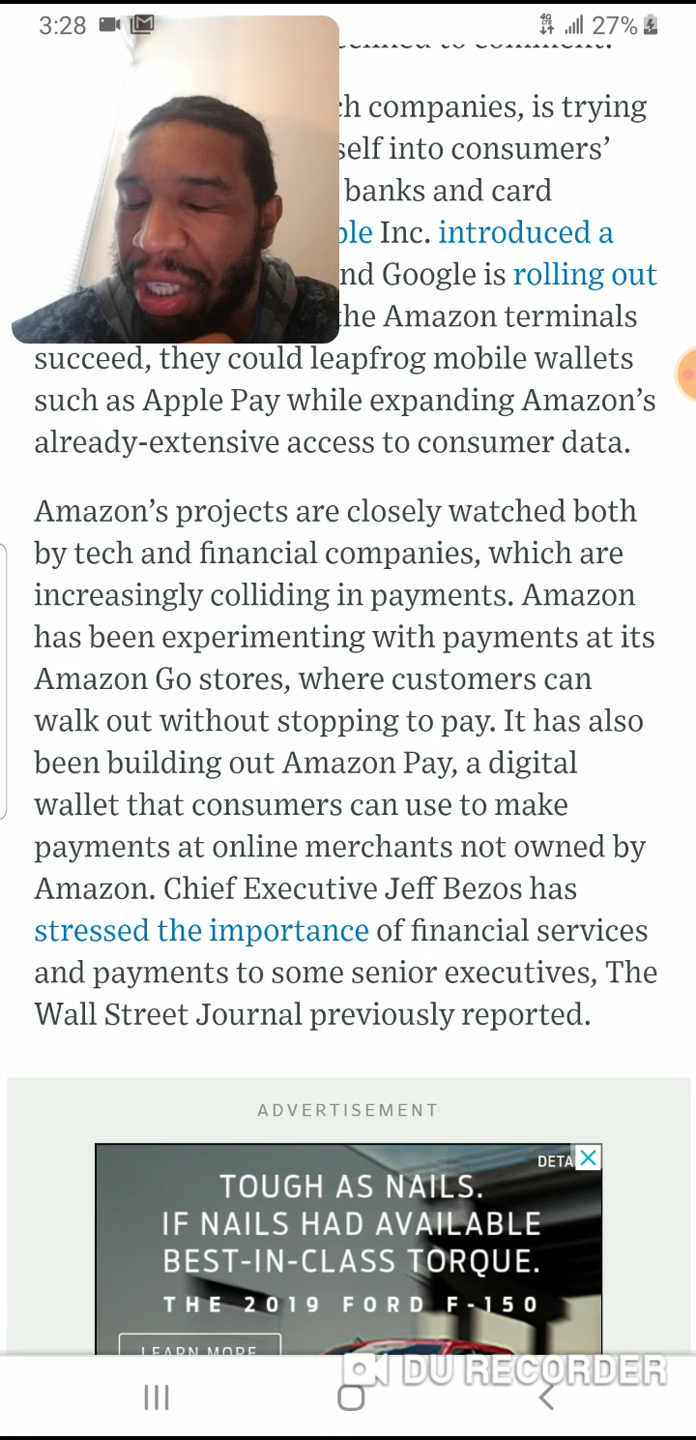 3:28
4G
27%
ch companies, is trying
self into consumers’
banks and card
ple Inc. introduced a
nd Google is rolling out
the Amazon terminals
succeed, they could leapfrog mobile wallets
such as Apple Pay while expanding Amazon’s
already-extensive access to consumer data.
Amazon’s projects are closely watched both
by tech and financial companies, which are
increasingly colliding in payments. Amazon
has been experimenting with payments at its
Amazon Go stores, where customers can
walk out without stopping to pay. It has also
been building out Amazon Pay, a digital
wallet that consumers can use to make
payments at online merchants not owned by
Amazon. Chief Executive Jeff Bezos has
stressed the importance of financial services
and payments to some senior executives, The
Wall Street Journal previously reported.
ADVERTISEMENT
DETA
TOUGH AS NAILS.
IF NAILS HAD AVAILABLE
BEST-IN-CLASS TORQUE.
THE 2019 FORD F-150
LEARN MORE
DU RECORDER